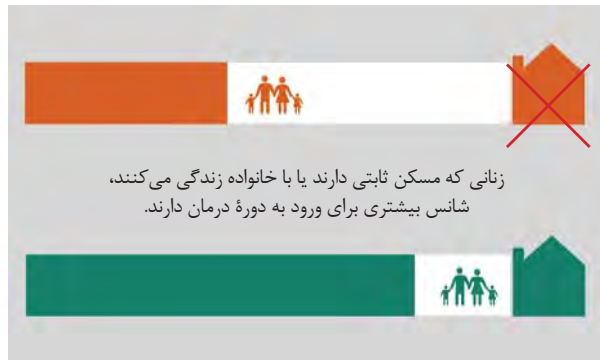 زنانی که مسکن ثابتی دارند یا با خانواده زندگی می‌کنند،
شانس بیشتری برای ورود به دورهٔ درمان دارند.